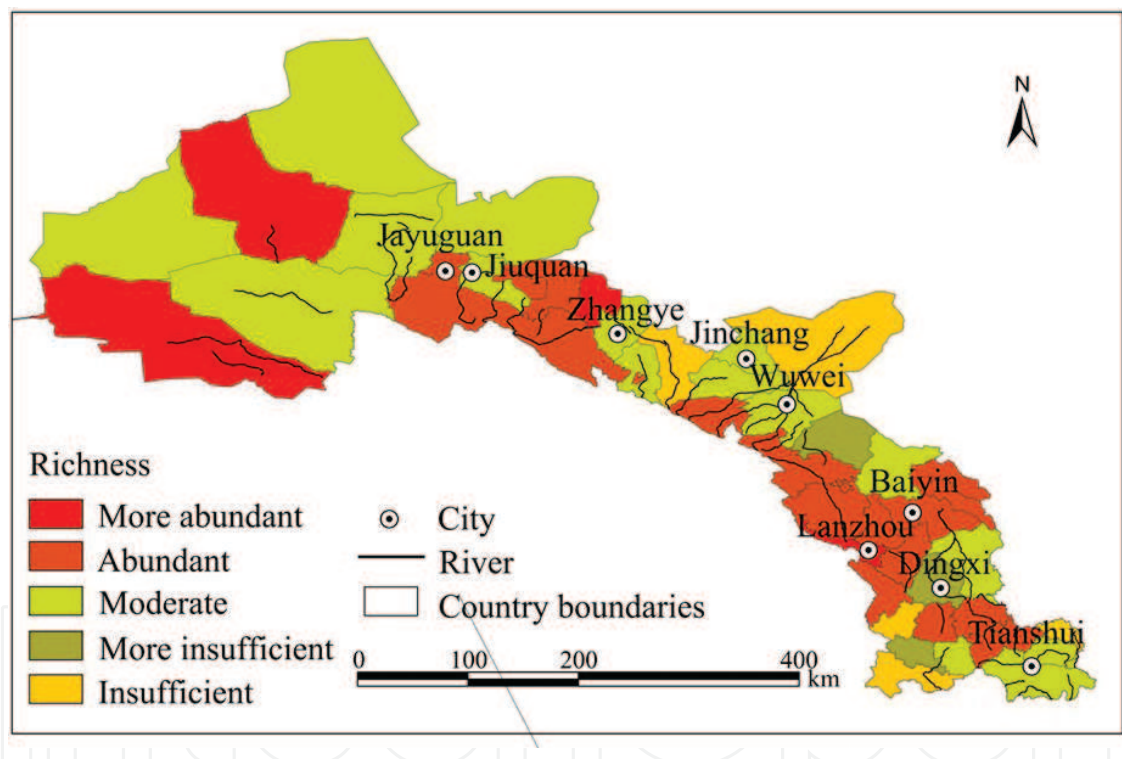 N
Jayuguan
Jiuquan
Zhangye
Jinchang
Wuwei
Baiyin
Lanzhou
Dingxi
Tianshui
Richness
More abundant
Abundant
Moderate
More insufficient
Insufficient
City
River
Country boundaries
0 100 200 400
km